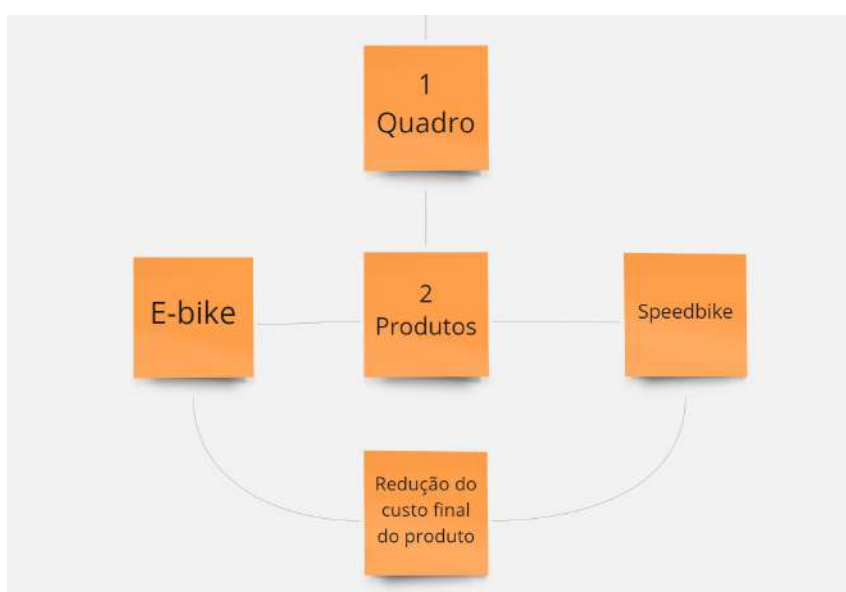 1
Quadro
E-bike
2
Produtos
Speedbike
Redução do
custo final
do produto